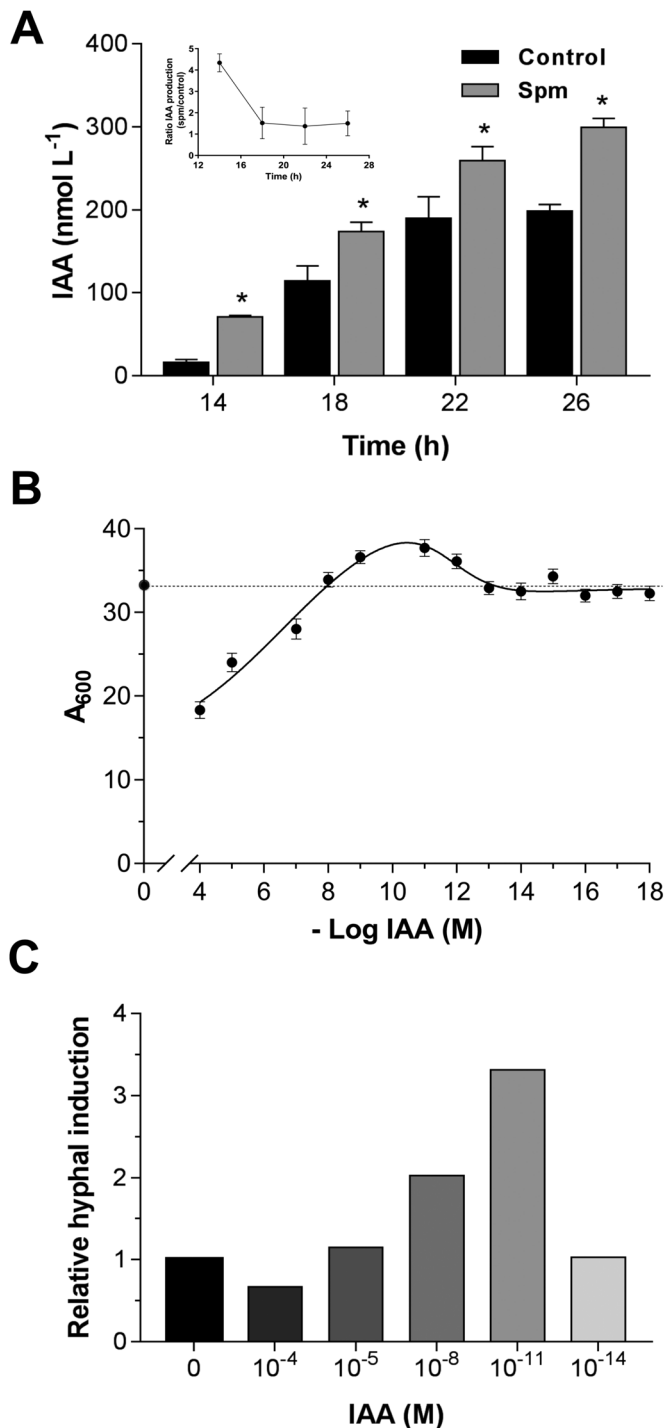 A
400
300
200
100
0
IAA (nmol L⁻¹)
Ratio IAA production
(spm/control)
5
4
3
2
1
0
12 16 20 24 28
Time (h)
Control
Spm
* * * *
14 18 22 26
Time (h)
B
40
30
20
10
0
A₆₀₀
0 4 6 8 10 12 14 16 18
- Log IAA (M)
C
4
3
2
1
0
Relative hyphal induction
0 10⁻⁴ 10⁻⁵ 10⁻⁸ 10⁻¹¹ 10⁻¹⁴
IAA (M)